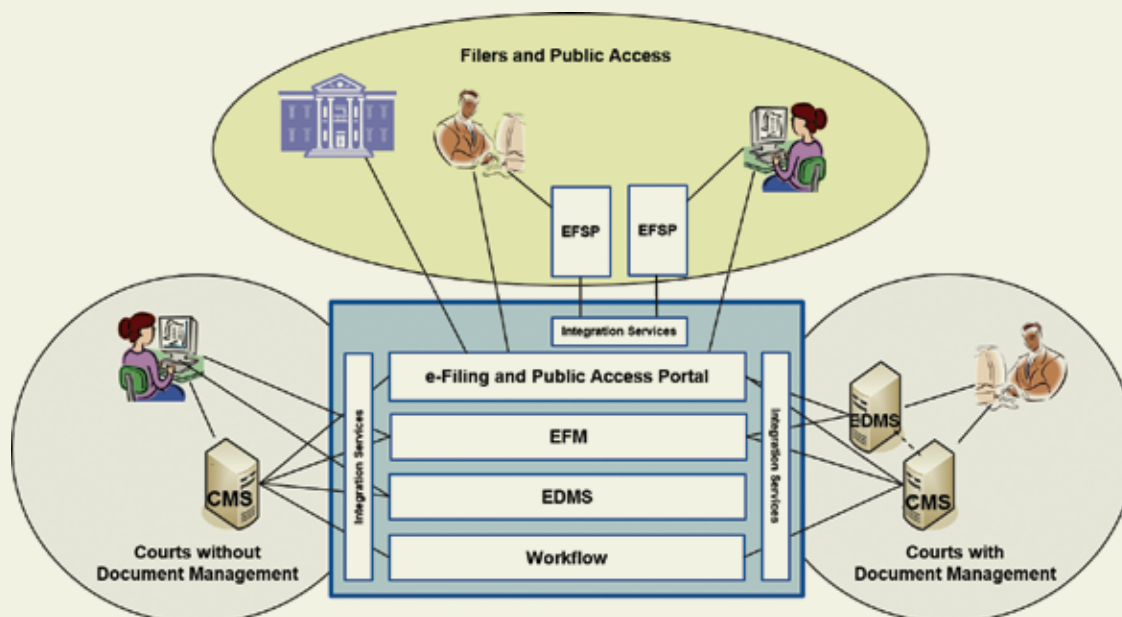 Filers and Public Access
EFSP
EFSP
Integration Services
e-Filing and Public Access Portal
EFM
EDMS
Workflow
Integration Services
Integration Services
CMS
Courts without
Document Management
EDMS
CMS
Courts with
Document Management